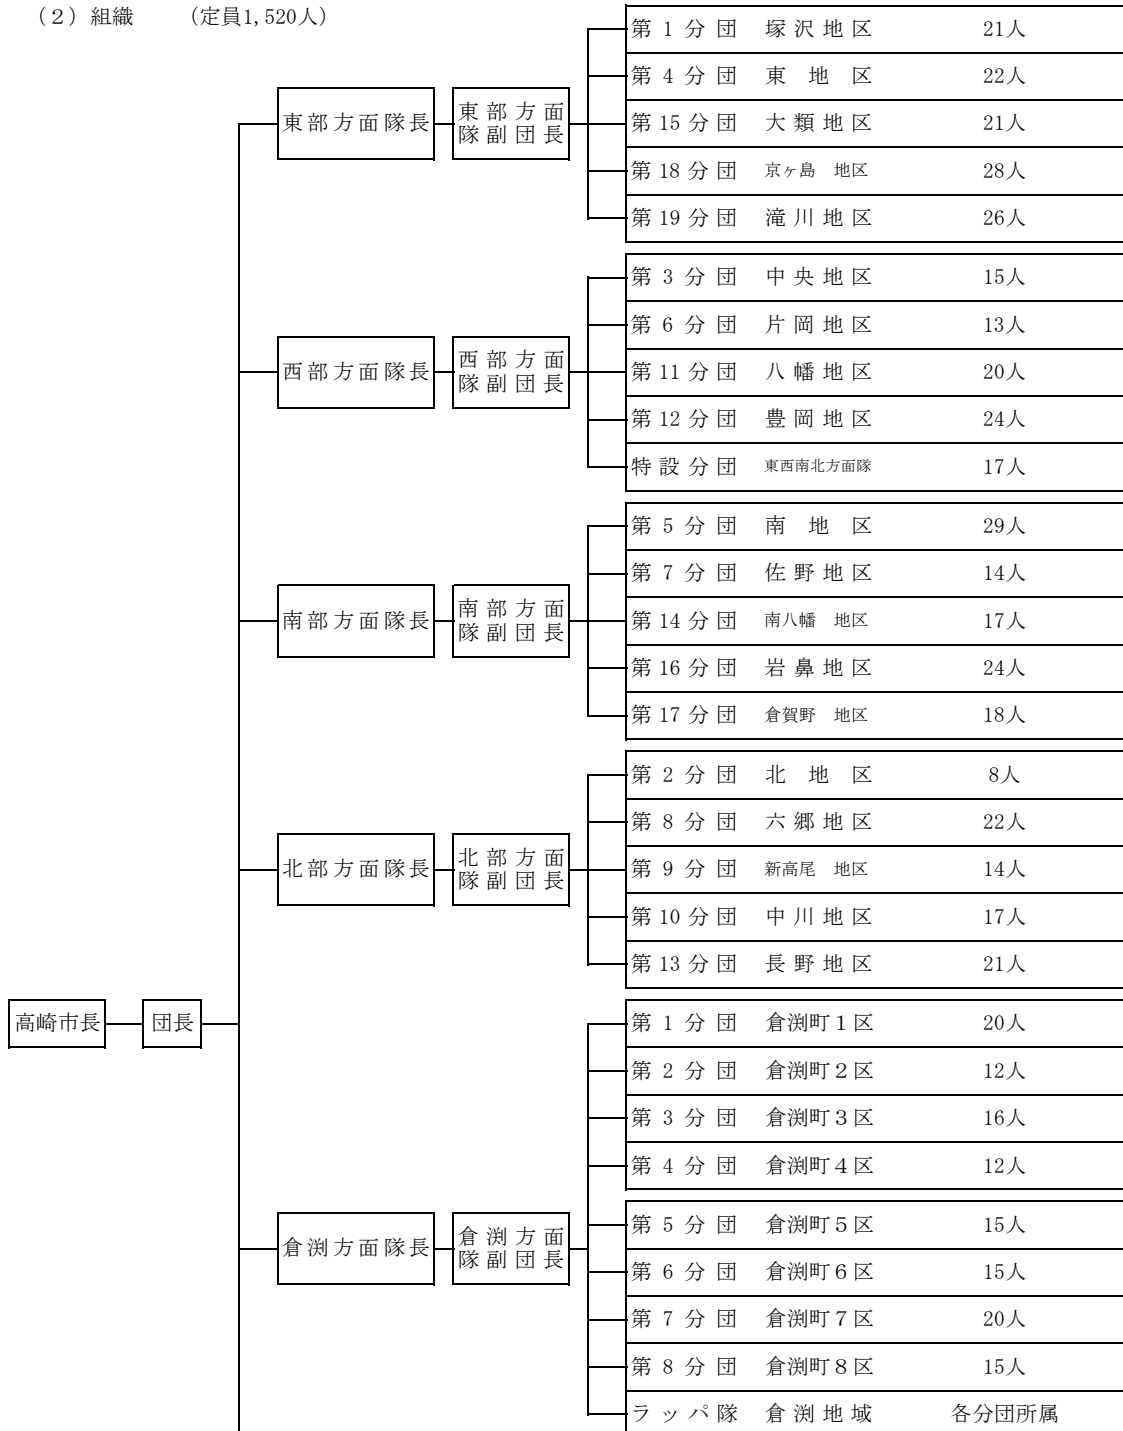 （２）組織　（定員1,520人）
第 1 分 団　塚 沢 地 区　21人
第 4 分 団　東　地　区　22人
東部方面隊長　東 部 方 面
隊 副 団 長
第 15 分 団　大 類 地 区　21人
第 18 分 団　京ヶ島　地区　28人
第 19 分 団　滝 川 地 区　26人
第 3 分 団　中 央 地 区　15人
第 6 分 団　片 岡 地 区　13人
西部方面隊長　西 部 方 面
隊 副 団 長
第 11 分 団　八 幡 地 区　20人
第 12 分 団　豊 岡 地 区　24人
特 設 分 団　東西南北方面隊　17人
第 5 分 団　南　地　区　29人
第 7 分 団　佐 野 地 区　14人
南部方面隊長　南 部 方 面
隊 副 団 長
第 14 分 団　南八幡　地区　17人
第 16 分 団　岩 鼻 地 区　24人
第 17 分 団　倉賀野　地区　18人
第 2 分 団　北　地　区　8人
第 8 分 団　六 郷 地 区　22人
北部方面隊長　北 部 方 面
隊 副 団 長
第 9 分 団　新高尾　地区　14人
第 10 分 団　中 川 地 区　17人
第 13 分 団　長 野 地 区　21人
高崎市長　団長
第 1 分 団　倉渕町１区　20人
第 2 分 団　倉渕町２区　12人
第 3 分 団　倉渕町３区　16人
第 4 分 団　倉渕町４区　12人
倉渕方面隊長　倉 渕 方 面
隊 副 団 長
第 5 分 団　倉渕町５区　15人
第 6 分 団　倉渕町６区　15人
第 7 分 団　倉渕町７区　20人
第 8 分 団　倉渕町８区　15人
ラ ッ パ 隊　倉 渕 地 域　各分団所属